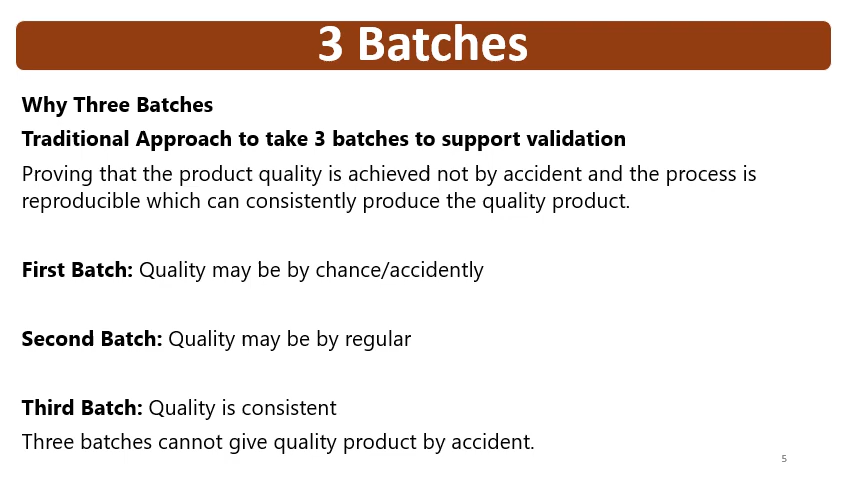 3 Batches
Why Three Batches
Traditional Approach to take 3 batches to support validation
Proving that the product quality is achieved not by accident and the process is
reproducible which can consistently produce the quality product.
First Batch: Quality may be by chance/accidently
Second Batch: Quality may be by regular
Third Batch: Quality is consistent
Three batches cannot give quality product by accident.
5